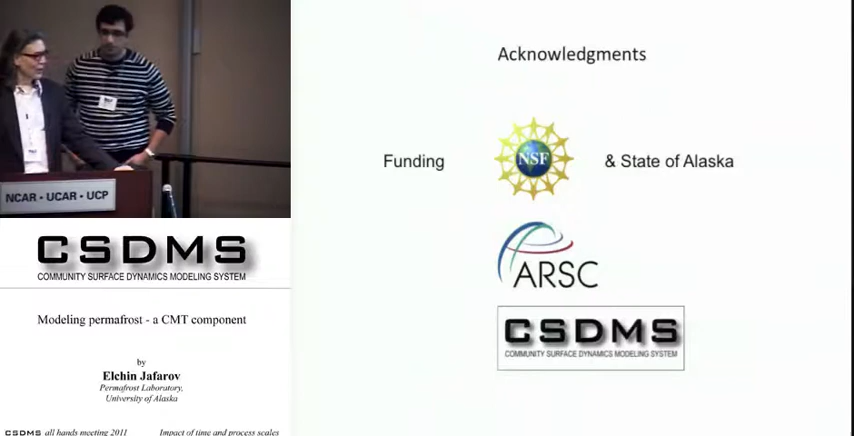 NCAR • UCAR • UCP
CSDMS
COMMUNITY SURFACE DYNAMICS MODELING SYSTEM
Modeling permafrost - a CMT component
by
Elchin Jafarov
Permafrost Laboratory,
University of Alaska
CSDMS all hands meeting 2011 Impact of time and process scales
Acknowledgments
Funding NSF & State of Alaska
ARSC
CSDMS
COMMUNITY SURFACE DYNAMICS MODELING SYSTEM